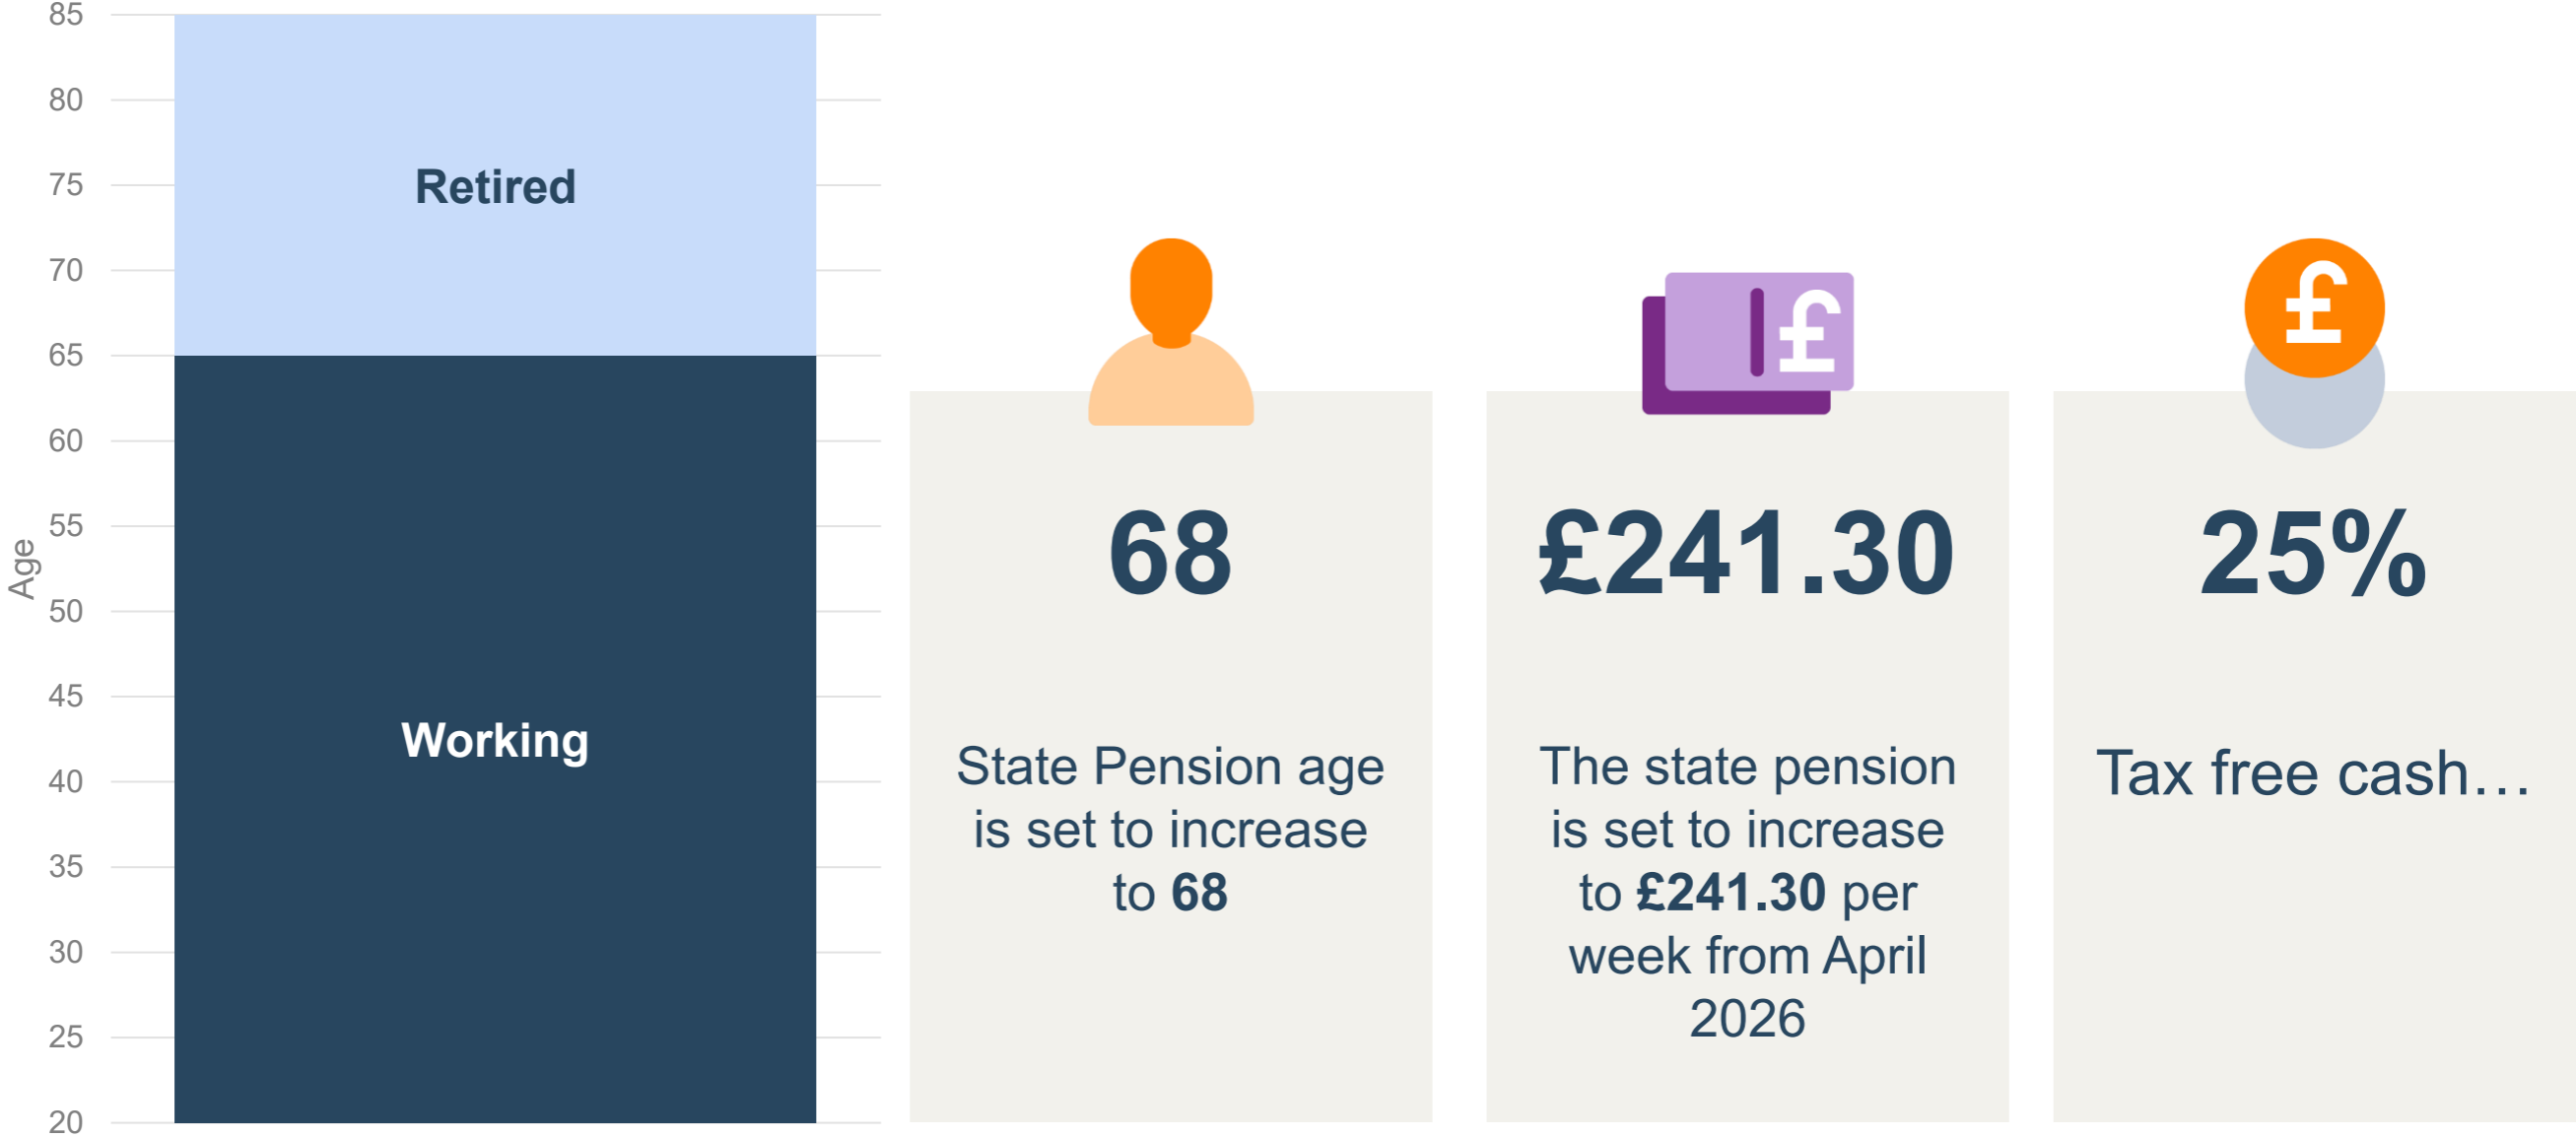 85
80
75
70
65
60
55
50
45
40
35
30
25
20
Age
Retired
Working
£
£
68
State Pension age
is set to increase
to 68
£241.30
The state pension
is set to increase
to £241.30 per
week from April
2026
25%
Tax free cash…